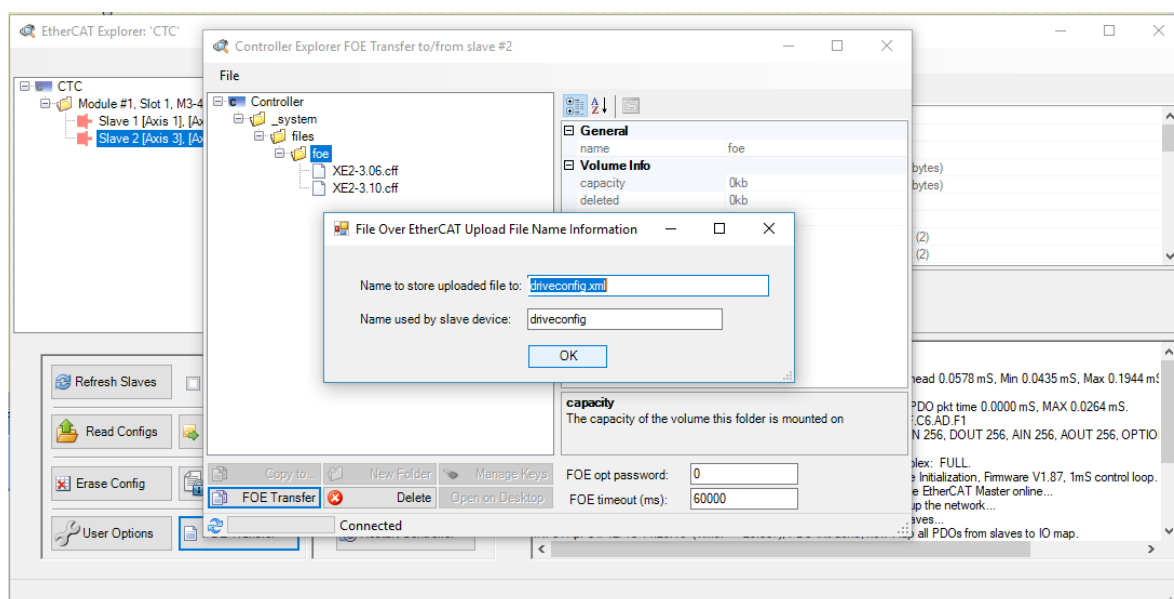 EtherCAT Explorer: 'CTC'
CTC
Module #1, Slot 1, M3-4
Slave 1 [Axis 1], [Ax
Slave 2 [Axis 3], [Ax
Controller Explorer FOE Transfer to/from slave #2
File
Controller
_system
files
foe
XE2-3.06.cff
XE2-3.10.cff
General
name foe
Volume Info
capacity 0kb
deleted 0kb
bytes)
bytes)
(2)
(2)
File Over EtherCAT Upload File Name Information
Name to store uploaded file to: driveconfig.xml
Name used by slave device: driveconfig
OK
capacity
The capacity of the volume this folder is mounted on
Copy to... New Folder Manage Keys
FOE Transfer Delete Open on Desktop
FOE opt password: 0
FOE timeout (ms): 60000
Connected
Refresh Slaves
Read Configs
Erase Config
User Options
head 0.0578 mS, Min 0.0435 mS, Max 0.1944 mS
PDO pkt time 0.0000 mS, MAX 0.0264 mS.
.C6.AD.F1
N 256, DOUT 256, AIN 256, AOUT 256, OPTIO
plex: FULL.
e Initialization, Firmware V1.87, 1mS control loop.
e EtherCAT Master online...
up the network...
aves...
all PDOs from slaves to IO map.